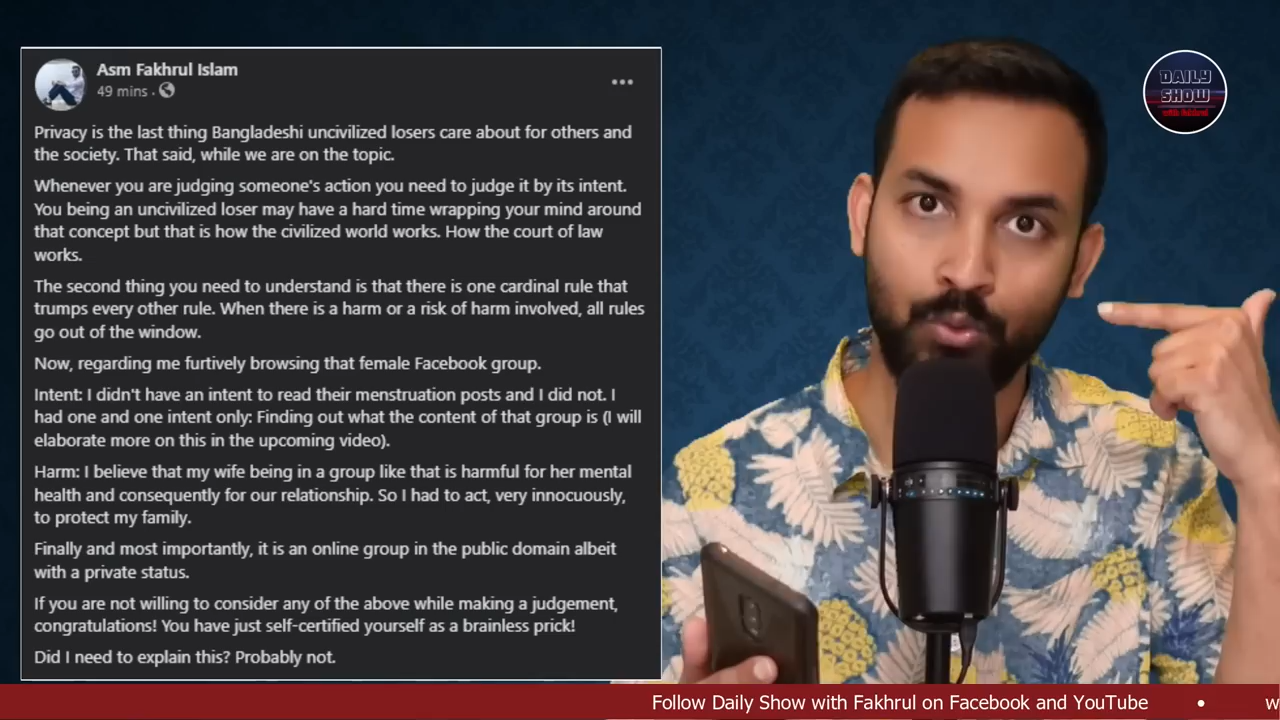 Asm Fakhrul Islam
49 mins ·
Privacy is the last thing Bangladeshi uncivilized losers care about for others and
the society. That said, while we are on the topic.
Whenever you are judging someone's action you need to judge it by its intent.
You being an uncivilized loser may have a hard time wrapping your mind around
that concept but that is how the civilized world works. How the court of law
works.
The second thing you need to understand is that there is one cardinal rule that
trumps every other rule. When there is a harm or a risk of harm involved, all rules
go out of the window.
Now, regarding me furtively browsing that female Facebook group.
Intent: I didn't have an intent to read their menstruation posts and I did not. I
had one and one intent only: Finding out what the content of that group is (I will
elaborate more on this in the upcoming video).
Harm: I believe that my wife being in a group like that is harmful for her mental
health and consequently for our relationship. So I had to act, very innocuously,
to protect my family.
Finally and most importantly, it is an online group in the public domain albeit
with a private status.
If you are not willing to consider any of the above while making a judgement,
congratulations! You have just self-certified yourself as a brainless prick!
Did I need to explain this? Probably not.
DAILY
SHOW
with Fakhrul
Follow Daily Show with Fakhrul on Facebook and YouTube • w